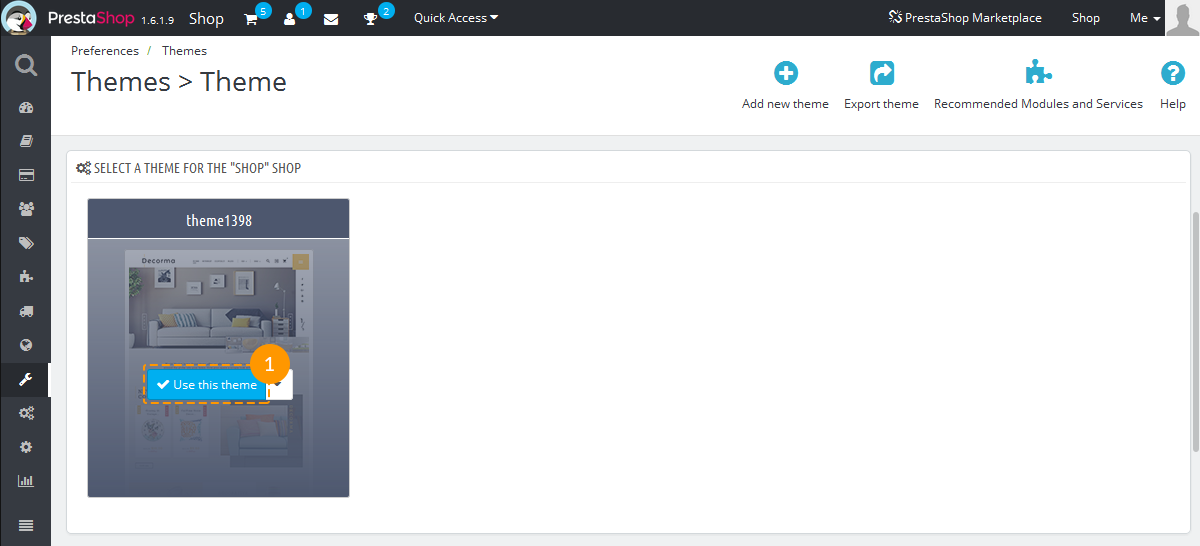 PrestaShop 1.6.1.9 Shop 5 1 2 Quick Access PrestaShop Marketplace Shop Me
Preferences / Themes
Themes > Theme
Add new theme Export theme Recommended Modules and Services Help
SELECT A THEME FOR THE "SHOP" SHOP
theme1398
Decorma
1
Use this theme